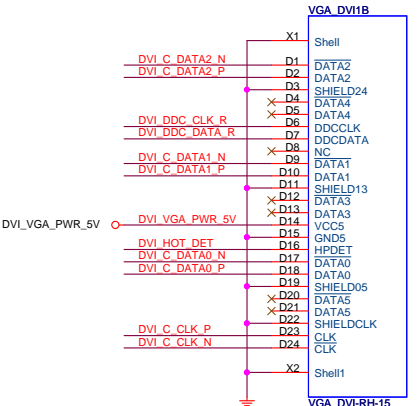 VGA_DVI1B
X1 Shell
DVI_C_DATA2_N D1 DATA2
DVI_C_DATA2_P D2 DATA2
D3 SHIELD24
D4 DATA4
D5 DATA4
DVI_DDC_CLK_R D6 DDCCLK
DVI_DDC_DATA_R D7 DDCDATA
D8 NC
DVI_C_DATA1_N D9 DATA1
DVI_C_DATA1_P D10 DATA1
D11 SHIELD13
D12 DATA3
D13 DATA3
DVI_VGA_PWR_5V DVI_VGA_PWR_5V D14 VCC5
D15 GND5
DVI_HOT_DET D16 HPDET
DVI_C_DATA0_N D17 DATA0
DVI_C_DATA0_P D18 DATA0
D19 SHIELD05
D20 DATA5
D21 DATA5
D22 SHIELDCLK
DVI_C_CLK_P D23 CLK
DVI_C_CLK_N D24 CLK
X2 Shell1
VGA_DVI-RH-15